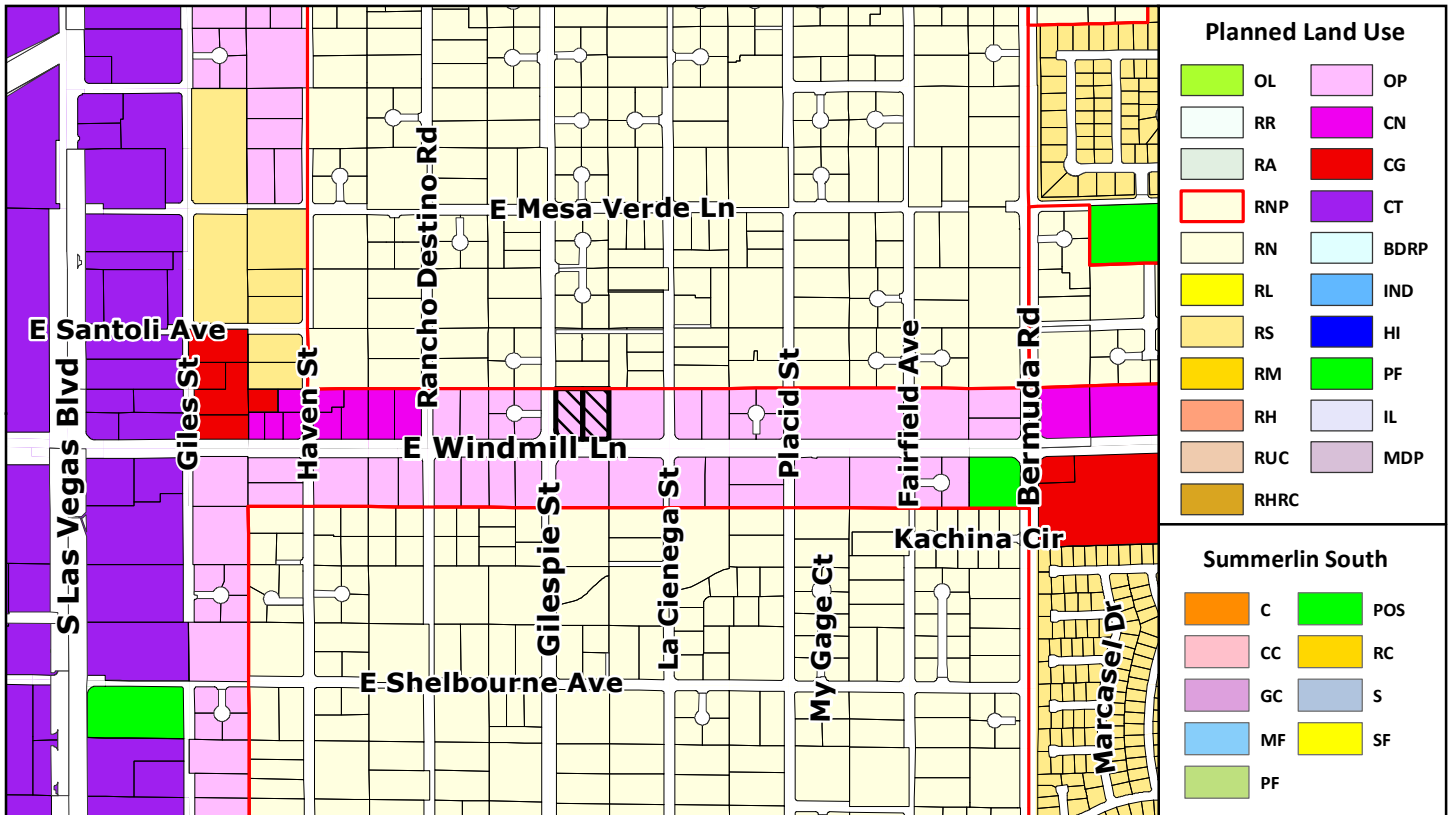 E Mesa Verde Ln
Rancho Destino Rd
E Santoli Ave
S Las Vegas Blvd
Giles St
Haven St
E Windmill Ln
Placid St
Fairfield Ave
Bermuda Rd
Gilespie St
La Cienega St
Kachina Cir
My Gage Ct
Marcasel Dr
E Shelbourne Ave
Planned Land Use
OL OP
RR CN
RA CG
RNP CT
RN BDRP
RL IND
RS HI
RM PF
RH IL
RUC MDP
RHRC
Summerlin South
C POS
CC RC
GC S
MF SF
PF